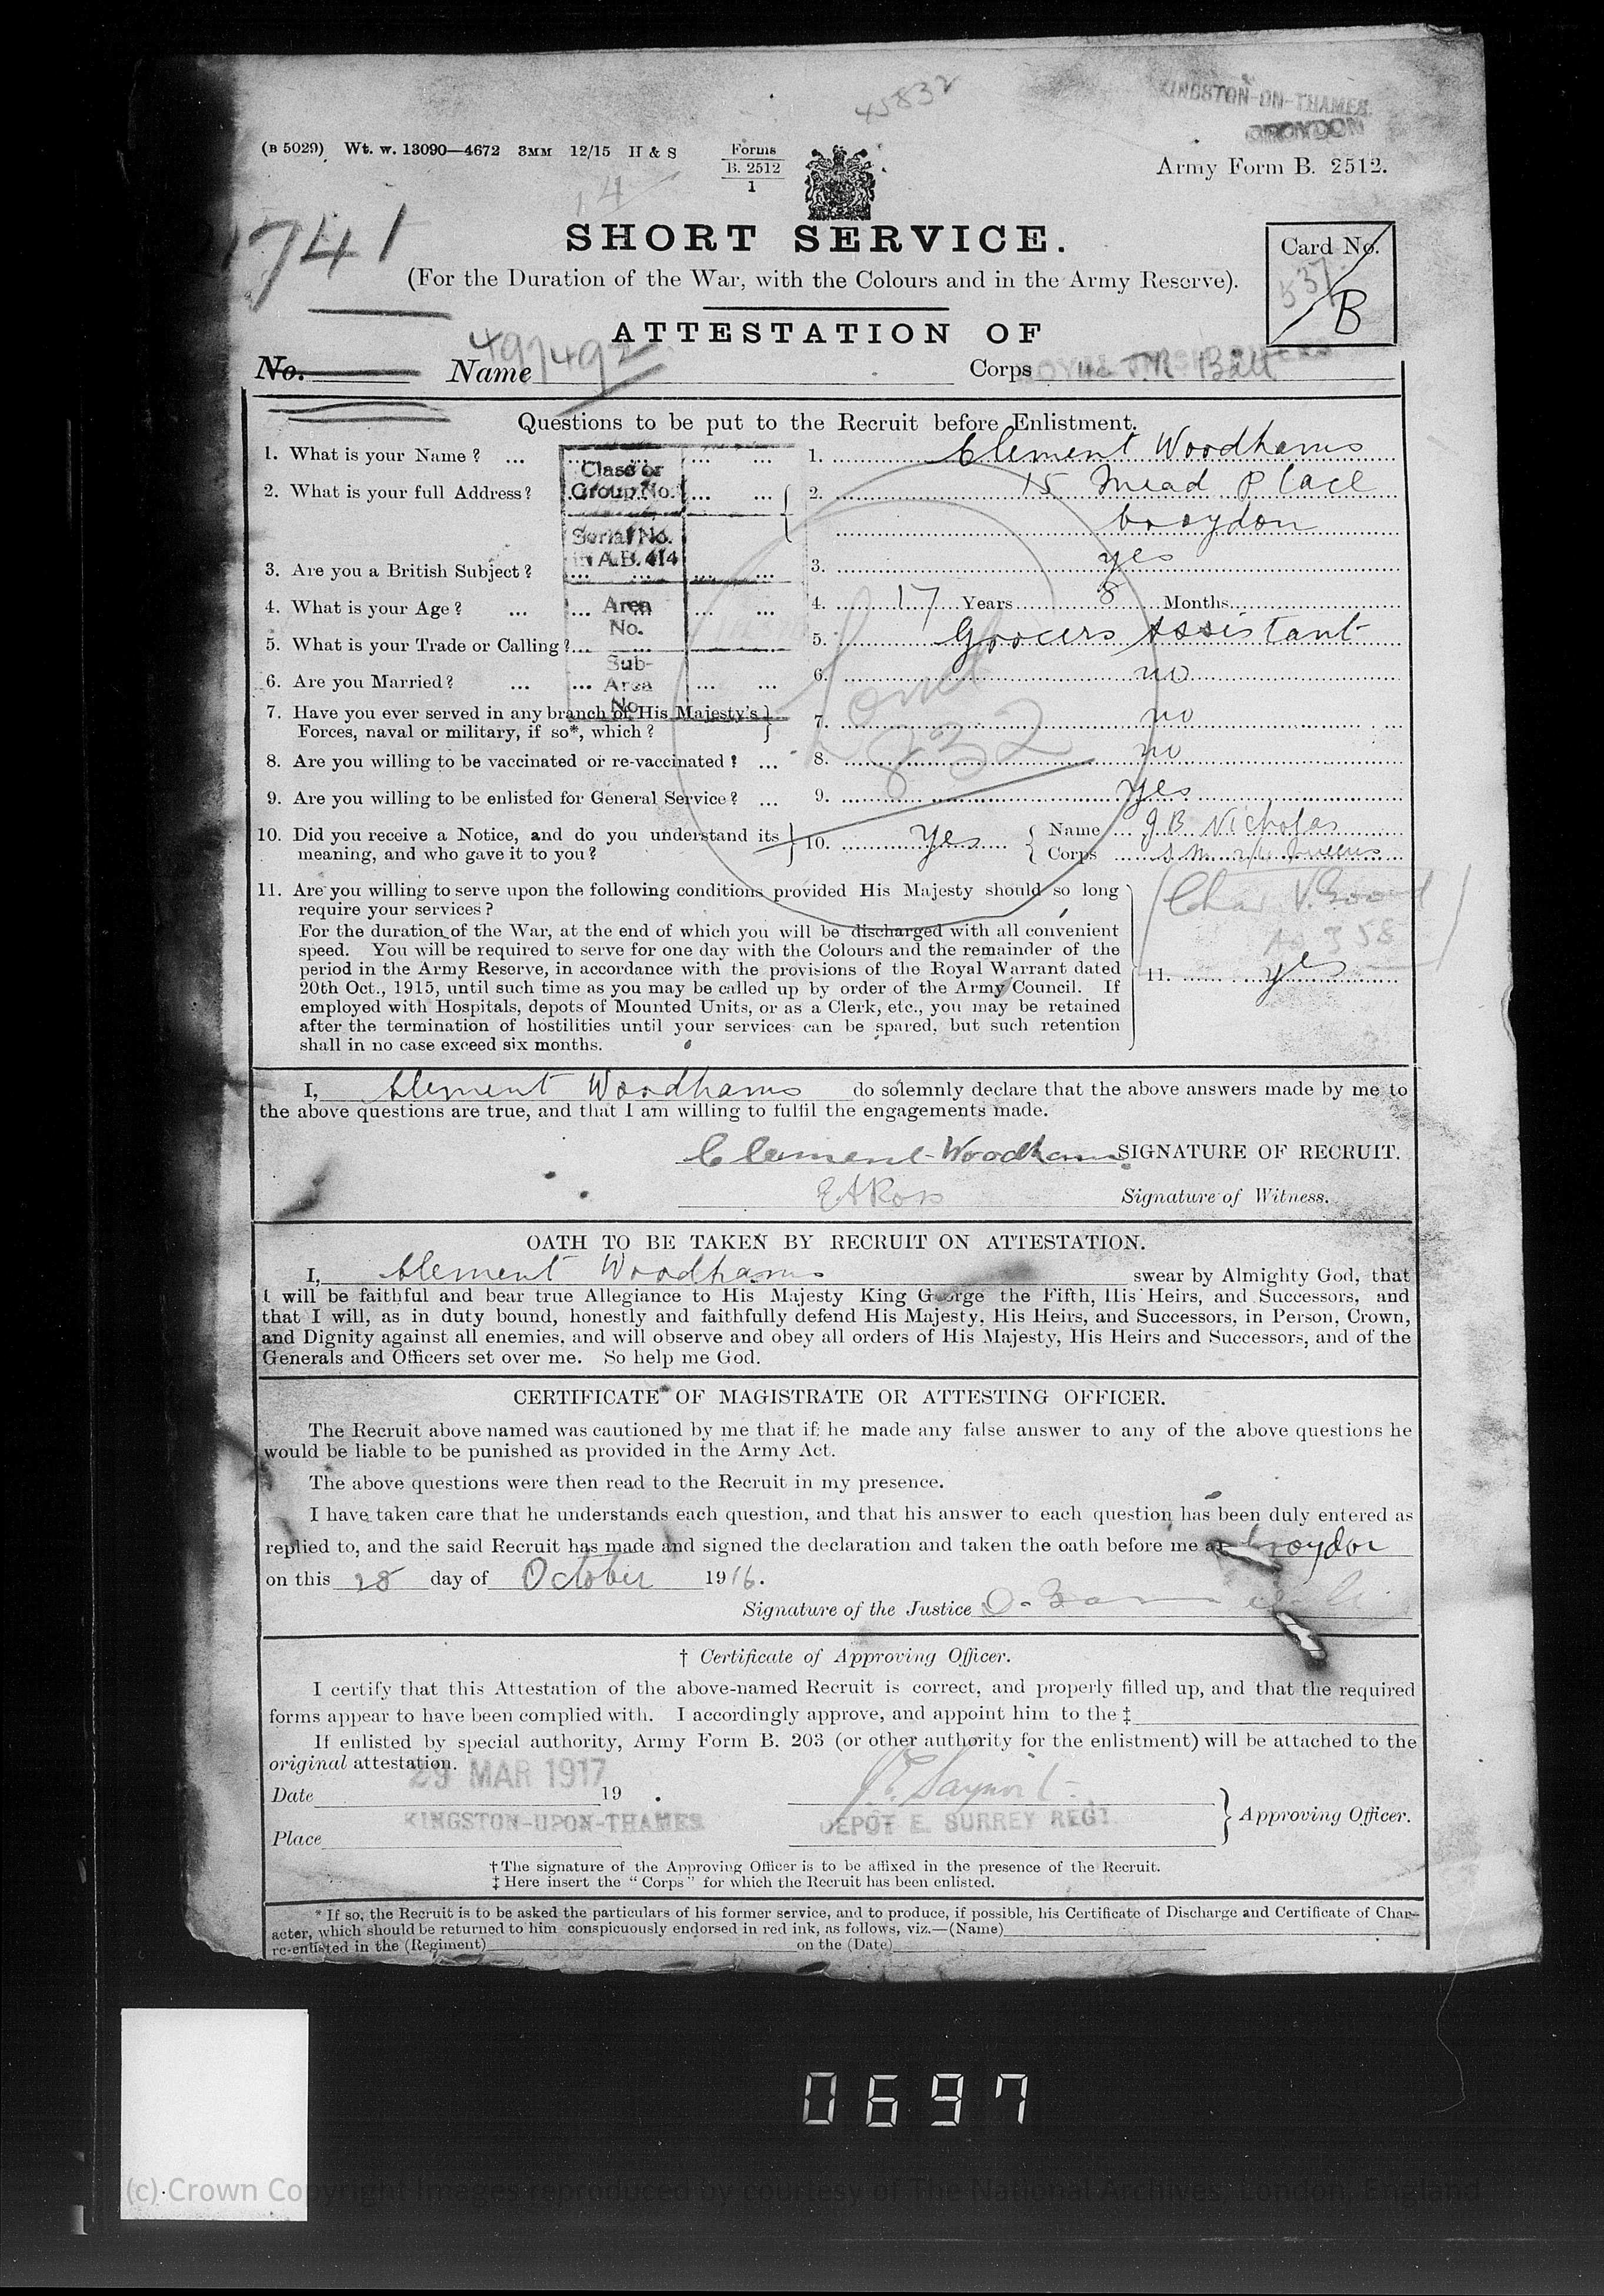 45832
KINGSTON-ON-THAMES.
CROYDON
(B 5029) Wt. w. 13090—4672 3MM 12/15 H & S
Forms
B. 2512
1
Army Form B. 2512.
14
1741
SHORT SERVICE.
(For the Duration of the War, with the Colours and in the Army Reserve).
Card No.
537
B
ATTESTATION OF
497492
No. Name Corps T.R. Batt
Questions to be put to the Recruit before Enlistment.
1. What is your Name? ... 1. Clement Woodhams
Class or
Group No.
2. What is your full Address? 2. 15 Mead Place
Croydon
Serial No.
in A.B. 414
3. Are you a British Subject? 3. yes
4. What is your Age? ... 4. 17 Years 8 Months
Area
No.
5. What is your Trade or Calling? ... 5. Grocers Assistant
Sub-
Area
No.
6. Are you Married? ... 6. no
7. Have you ever served in any branch of His Majesty's
Forces, naval or military, if so*, which? 7. no
832
8. Are you willing to be vaccinated or re-vaccinated? ... 8. no
9. Are you willing to be enlisted for General Service? ... 9. Yes
10. Did you receive a Notice, and do you understand its
meaning, and who gave it to you? 10. Yes Name J B Nicholas
Corps S.M. 2/4 Queens
11. Are you willing to serve upon the following conditions provided His Majesty should so long
require your services?
For the duration of the War, at the end of which you will be discharged with all convenient
speed. You will be required to serve for one day with the Colours and the remainder of the
period in the Army Reserve, in accordance with the provisions of the Royal Warrant dated
20th Oct., 1915, until such time as you may be called up by order of the Army Council. If
employed with Hospitals, depots of Mounted Units, or as a Clerk, etc., you may be retained
after the termination of hostilities until your services can be spared, but such retention
shall in no case exceed six months.
11. yes
I, Clement Woodhams do solemnly declare that the above answers made by me to
the above questions are true, and that I am willing to fulfil the engagements made.
Clement Woodhams SIGNATURE OF RECRUIT.
E A Ross Signature of Witness.
OATH TO BE TAKEN BY RECRUIT ON ATTESTATION.
I, Clement Woodhams swear by Almighty God, that
I will be faithful and bear true Allegiance to His Majesty King George the Fifth, His Heirs, and Successors, and
that I will, as in duty bound, honestly and faithfully defend His Majesty, His Heirs, and Successors, in Person, Crown,
and Dignity against all enemies, and will observe and obey all orders of His Majesty, His Heirs and Successors, and of the
Generals and Officers set over me. So help me God.
CERTIFICATE OF MAGISTRATE OR ATTESTING OFFICER.
The Recruit above named was cautioned by me that if he made any false answer to any of the above questions he
would be liable to be punished as provided in the Army Act.
The above questions were then read to the Recruit in my presence.
I have taken care that he understands each question, and that his answer to each question has been duly entered as
replied to, and the said Recruit has made and signed the declaration and taken the oath before me at Croydon
on this 28 day of October 1916.
Signature of the Justice
† Certificate of Approving Officer.
I certify that this Attestation of the above-named Recruit is correct, and properly filled up, and that the required
forms appear to have been complied with. I accordingly approve, and appoint him to the ‡
If enlisted by special authority, Army Form B. 203 (or other authority for the enlistment) will be attached to the
original attestation.
29 MAR 1917
Date 19 .
KINGSTON-UPON-THAMES
DEPOT E. SURREY REGT.
Approving Officer.
Place
† The signature of the Approving Officer is to be affixed in the presence of the Recruit.
‡ Here insert the "Corps" for which the Recruit has been enlisted.
* If so, the Recruit is to be asked the particulars of his former service, and to produce, if possible, his Certificate of Discharge and Certificate of Char-
acter, which should be returned to him conspicuously endorsed in red ink, as follows, viz.—(Name)
re-enlisted in the (Regiment) on the (Date)
0697
(c) Crown Copyright Images reproduced by courtesy of The National Archives, London, England